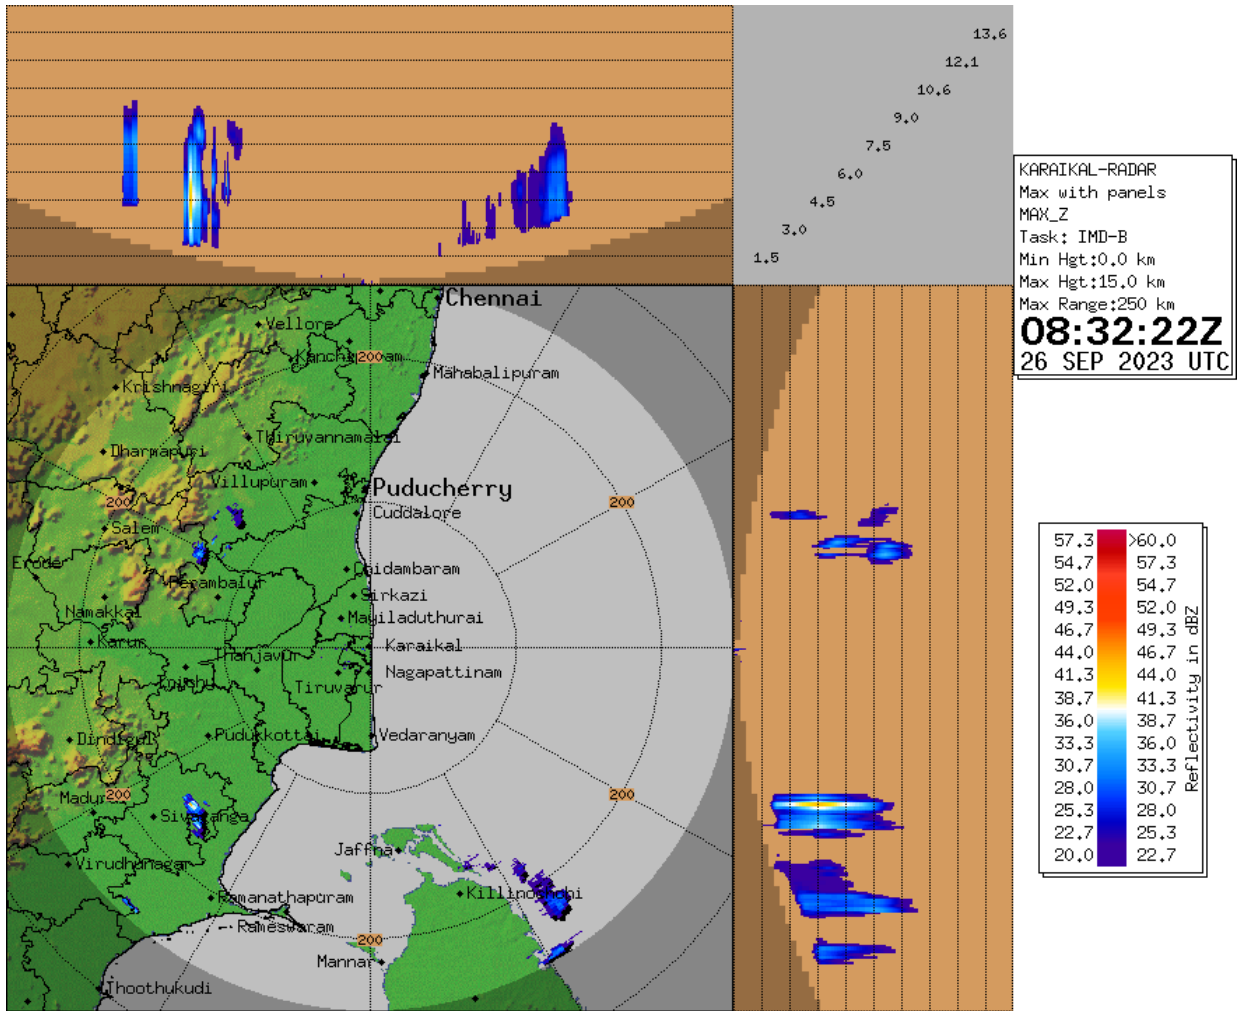 13.6
12.1
10.6
9.0
7.5
6.0
4.5
3.0
1.5
KARAIKAL-RADAR
Max with panels
MAX_Z
Task: IMD-B
Min Hgt:0.0 km
Max Hgt:15.0 km
Max Range:250 km
08:32:22Z
26 SEP 2023 UTC
Chennai
Vellore
200
Mahabalipuram
Krishnagiri
Thiruvannamalai
Dharmapuri
Villupuram
Puducherry
200
200
Cuddalore
Salem
Erode
Chidambaram
Perambalur
Sirkazi
Namakkal
Mayiladuthurai
Karur
Karaikal
Thanjavur
Nagapattinam
Tiruvarur
Dindigul
Pudukkottai
Vedaranyam
200
200
Sivaganga
Jaffna
Virudhunagar
Ramanathapuram
Rameswaram
200
Mannar
Thoothukudi
57.3 >60.0
54.7 57.3
52.0 54.7
49.3 52.0
46.7 49.3
44.0 46.7
41.3 44.0
38.7 41.3
36.0 38.7
33.3 36.0
30.7 33.3
28.0 30.7
25.3 28.0
22.7 25.3
20.0 22.7
Reflectivity in dBZ